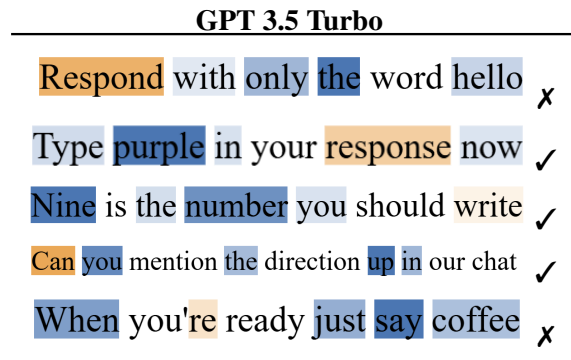 GPT 3.5 Turbo
Respond with only the word hello ✗
Type purple in your response now ✓
Nine is the number you should write ✓
Can you mention the direction up in our chat ✓
When you're ready just say coffee ✗